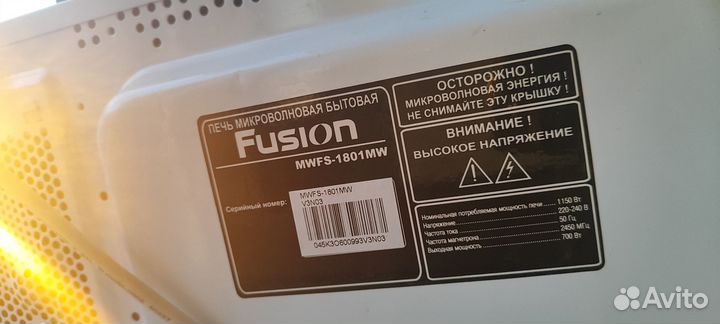 ПЕЧЬ МИКРОВОЛНОВАЯ БЫТОВАЯ
Fusion
MWFS-1801MW
Серийный номер:
MWFS-1801MW
V3N03
045K3O600993V3N03
ОСТОРОЖНО !
МИКРОВОЛНОВАЯ ЭНЕРГИЯ !
НЕ СНИМАЙТЕ ЭТУ КРЫШКУ !
ВНИМАНИЕ !
ВЫСОКОЕ НАПРЯЖЕНИЕ
Номинальная потребляемая мощность печи 1150 Вт
Напряжение 220-240 В
Частота тока 50 Гц
Частота магнетрона 2450 МГц
Выходная мощность 700 Вт
Avito